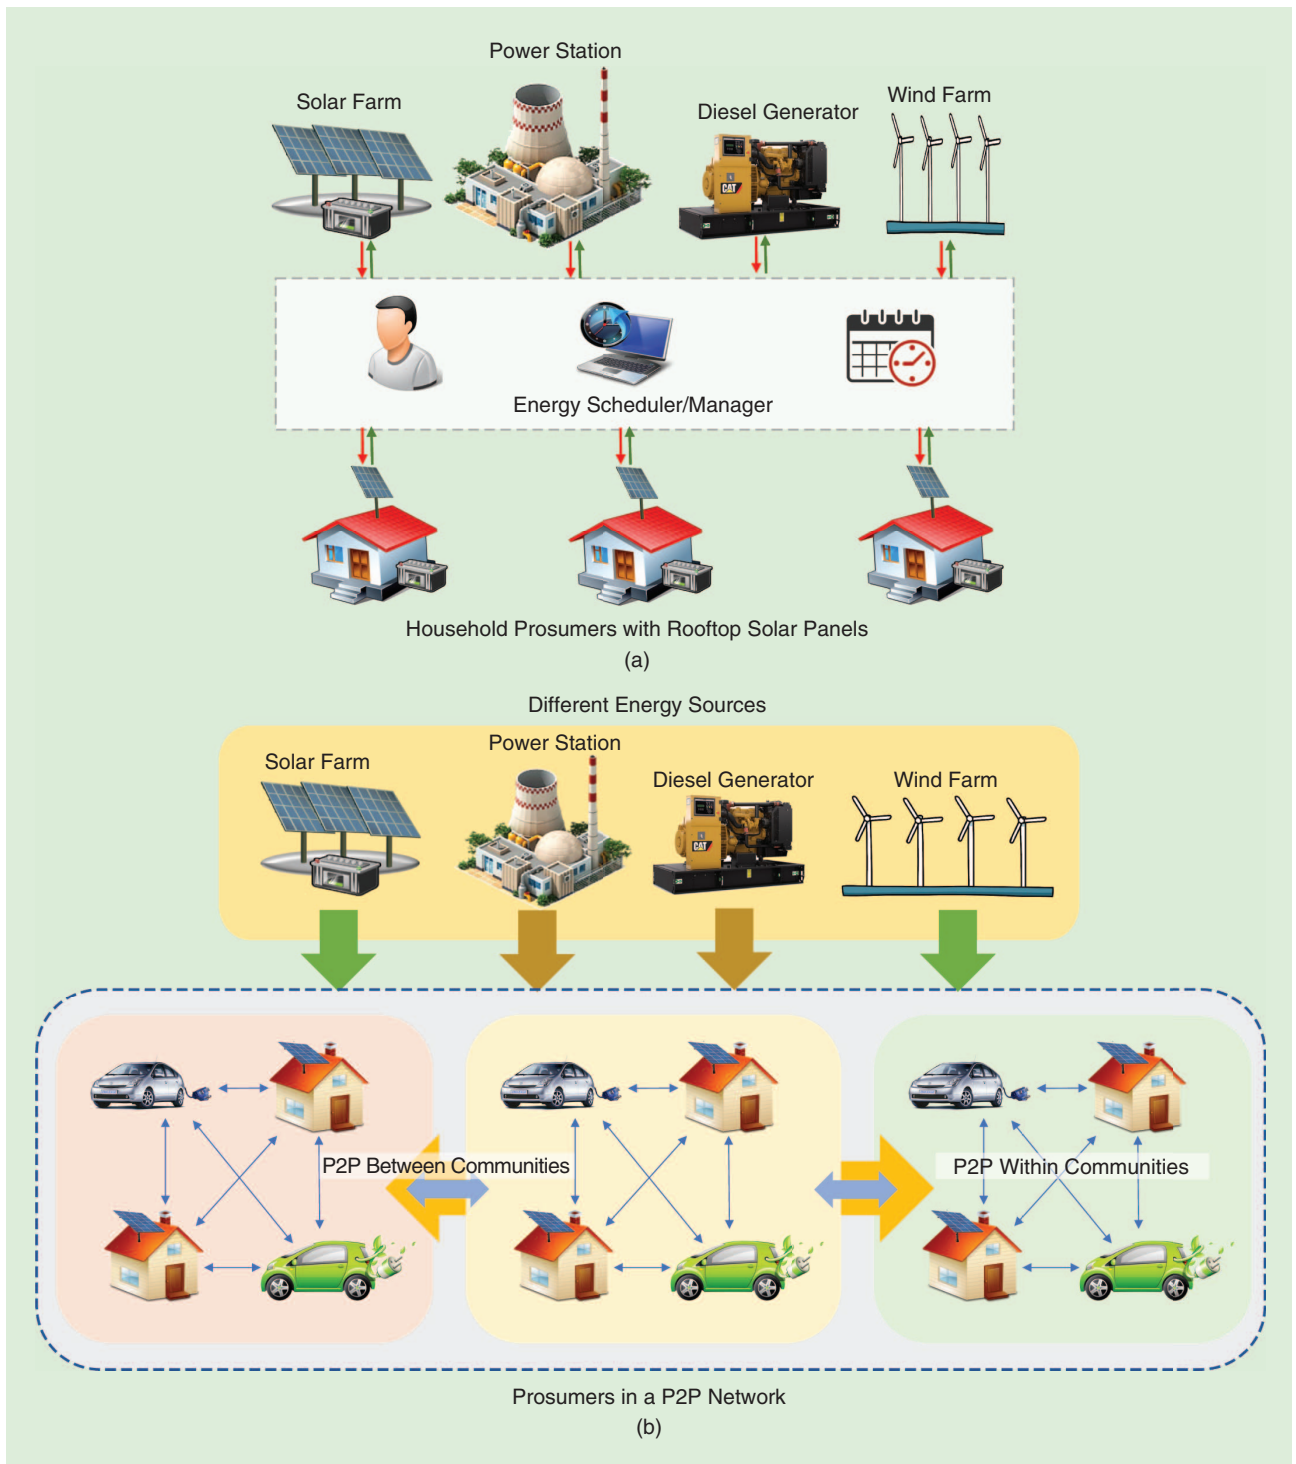 Power Station
Solar Farm
Diesel Generator
Wind Farm
CAT
Energy Scheduler/Manager
Household Prosumers with Rooftop Solar Panels
(a)
Different Energy Sources
Power Station
Solar Farm
Diesel Generator
Wind Farm
CAT
P2P Between Communities
P2P Within Communities
Prosumers in a P2P Network
(b)